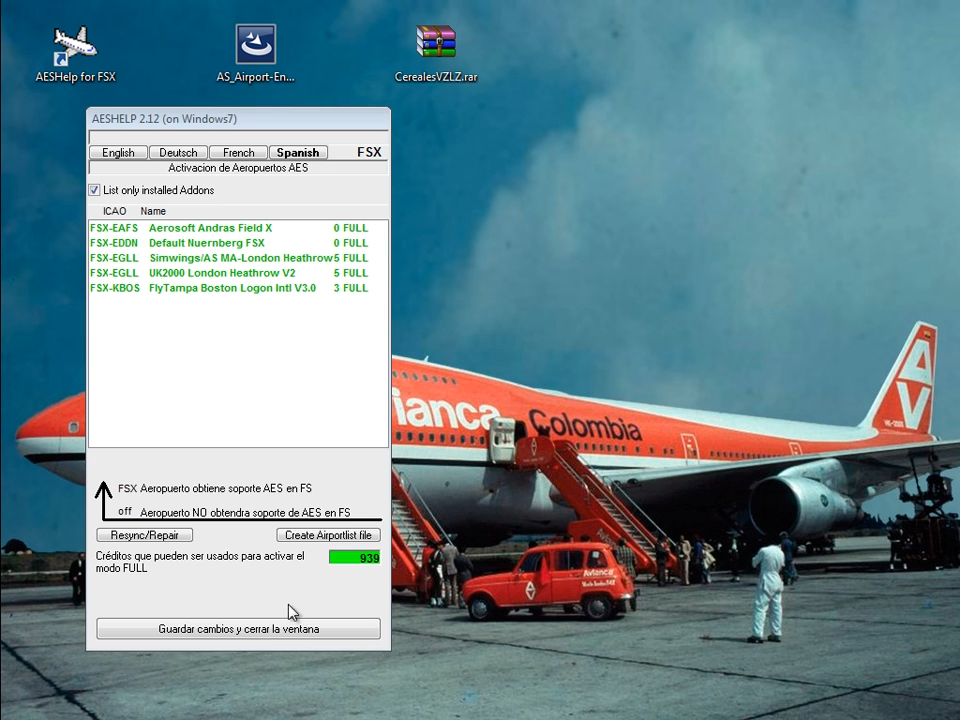 AESHelp for FSX
AS_Airport-En...
CerealesVZLZ.rar
AESHELP 2.12 (on Windows7)
English Deutsch French Spanish FSX
Activacion de Aeropuertos AES
List only installed Addons
ICAO Name
FSX-EAFS Aerosoft Andras Field X 0 FULL
FSX-EDDN Default Nuernberg FSX 0 FULL
FSX-EGLL Simwings/AS MA-London Heathrow 5 FULL
FSX-EGLL UK2000 London Heathrow V2 5 FULL
FSX-KBOS FlyTampa Boston Logon Intl V3.0 3 FULL
FSX Aeropuerto obtiene soporte AES en FS
off Aeropuerto NO obtendra soporte de AES en FS
Resync/Repair Create Airportlist file
Créditos que pueden ser usados para activar el
modo FULL
939
Guardar cambios y cerrar la ventana
ianca Colombia
AV
Avianca